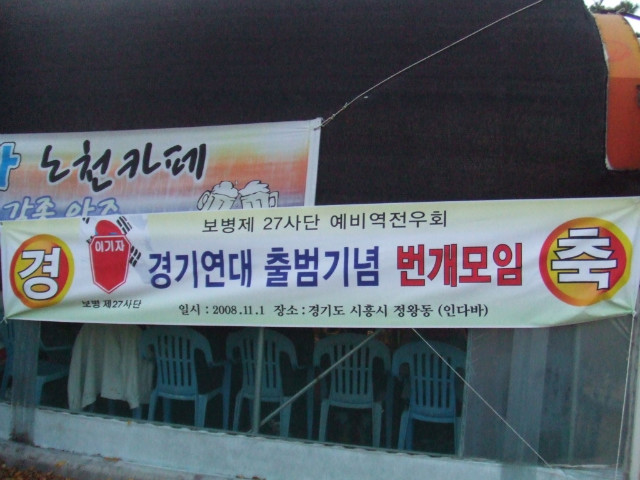 노천카페
보병제 27사단 예비역전우회
경
이기자
보병 제27사단
경기연대 출범기념 번개모임
축
일시 : 2008.11.1 장소 : 경기도 시흥시 정왕동 (인다바)